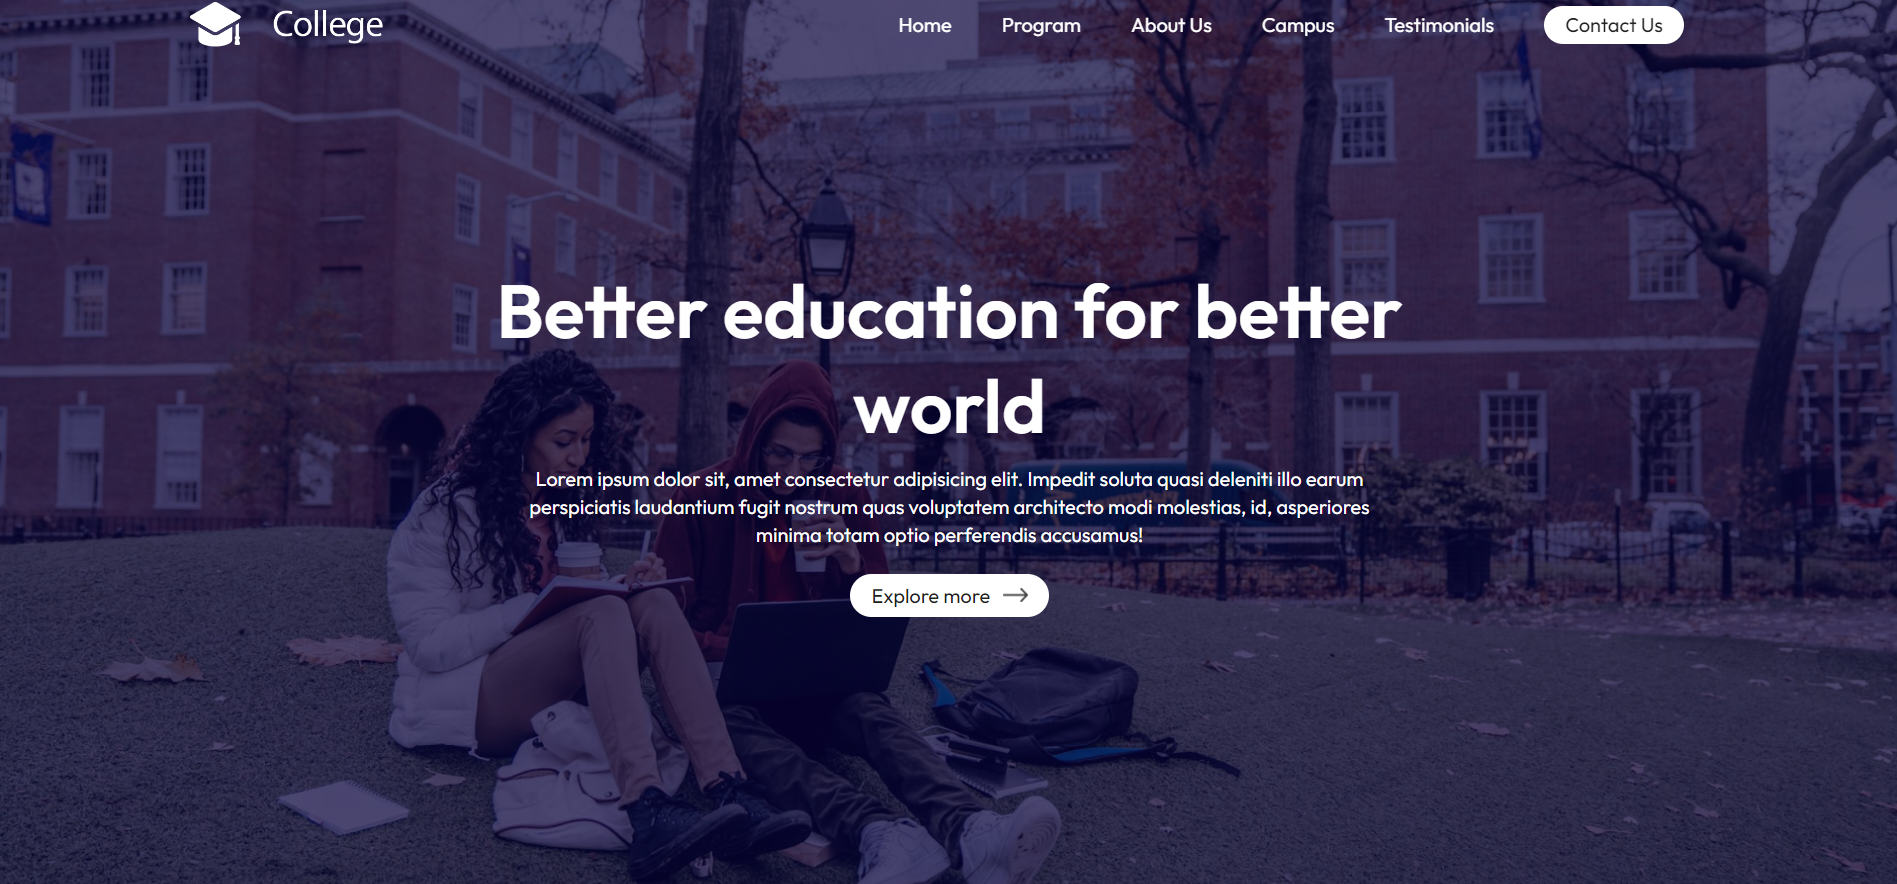 College
Home Program About Us Campus Testimonials Contact Us
Better education for better
world
Lorem ipsum dolor sit, amet consectetur adipisicing elit. Impedit soluta quasi deleniti illo earum
perspiciatis laudantium fugit nostrum quas voluptatem architecto modi molestias, id, asperiores
minima totam optio perferendis accusamus!
Explore more